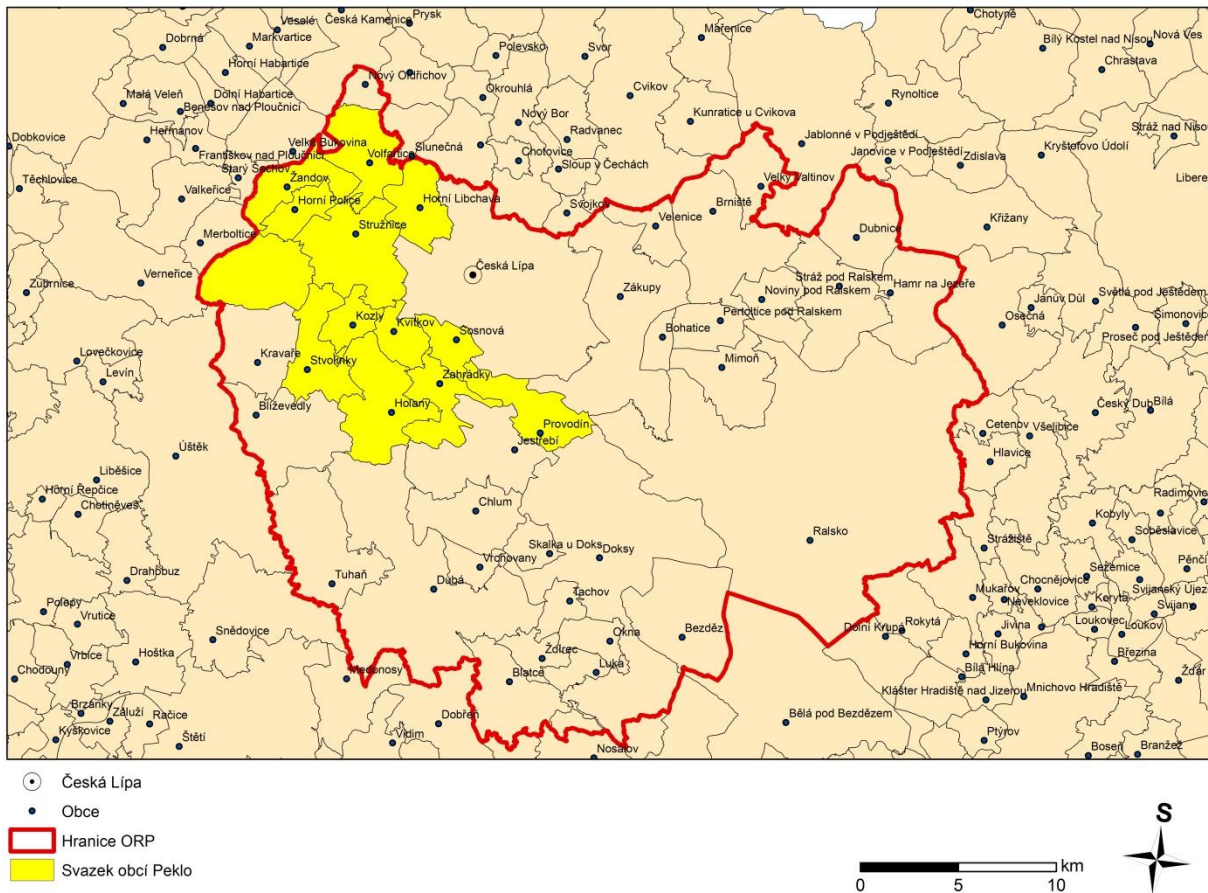 Chotyně
Veselé
Česká Kamenice
Prysk
Dobrná
Markvartice
Polevsko
Svor
Mařenice
Bílý Kostel nad Nisou
Nová Ves
Horní Habartice
Nový Oldřichov
Chrastava
Malá Veleň
Dolní Habartice
Benešov nad Ploučnicí
Okrouhlá
Cvikov
Rynoltice
Nový Bor
Kunratice u Cvikova
Dobkovice
Heřmanov
Velká Bukovina
Slunečná
Radvanec
Jablonné v Podještědí
Stráž nad Nisou
Františkov nad Ploučnicí
Volfartice
Chotovice
Sloup v Čechách
Janovice v Podještědí
Zdislava
Kryštofovo Údolí
Starý Šachov
Těchlovice
Valkeřice
Žandov
Velký Valtinov
Libere
Horní Police
Horní Libchava
Svojkov
Velenice
Brniště
Křižany
Merboltice
Stružnice
Dubnice
Česká Lípa
Verneřice
Zubrnice
Zákupy
Stráž pod Ralskem
Noviny pod Ralskem
Hamr na Jezeře
Světlá pod Ještědem
Janův Důl
Osečná
Šimonovice
Kozly
Kvítkov
Sosnová
Bohatice
Pertoltice pod Ralskem
Proseč pod Ještědem
Lovečkovice
Levín
Kravaře
Stvolínky
Zahrádky
Mimoň
Blíževedly
Holany
Provodín
Český Dub
Bílá
Jestřebí
Cetenov
Všelibice
Úštěk
Hlavice
Liběšice
Horní Řepčice
Chotiněves
Chlum
Radimovice
Kobyly
Soběslavice
Ralsko
Strážiště
Skalka u Doks
Doksy
Vrchovany
Pěnčí
Drahobuz
Tuhaň
Dubá
Sezemice
Chocnějovice
Svijanský Újezd
Tachov
Mukařov
Neveklovice
Koryta
Svijany
Polepy
Vrutice
Snědovice
Okna
Bezděz
Dolní Krupá
Rokytá
Jivina
Loukovec
Loukov
Vrbice
Hoštka
Ždírec
Luka
Horní Bukovina
Březina
Chodouny
Medonosy
Blatce
Bílá Hlína
Žďár
Klášter Hradiště nad Jizerou
Mnichovo Hradiště
Brzánky
Záluží
Račice
Dobřeň
Bělá pod Bezdězem
Kyškovice
Štětí
Vidim
Nosálov
Ptýrov
Boseň
Branžež
Česká Lípa
Obce
Hranice ORP
Svazek obcí Peklo
S
km
0 5 10